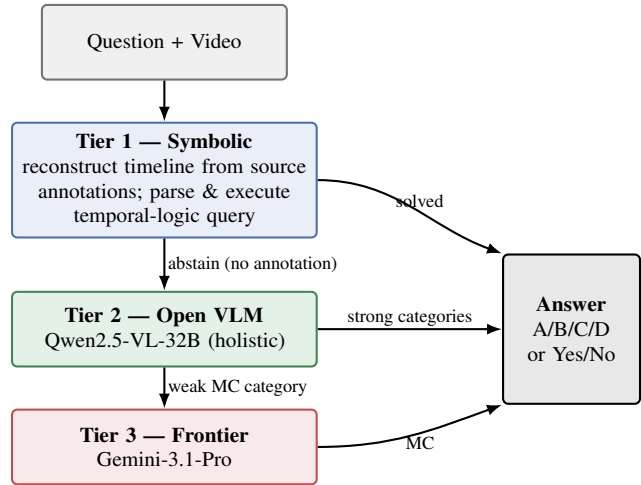 Question + Video
Tier 1 — Symbolic
reconstruct timeline from source
annotations; parse & execute
temporal-logic query
solved
abstain (no annotation)
Tier 2 — Open VLM
Qwen2.5-VL-32B (holistic)
strong categories
Answer
A/B/C/D
or Yes/No
weak MC category
Tier 3 — Frontier
Gemini-3.1-Pro
MC